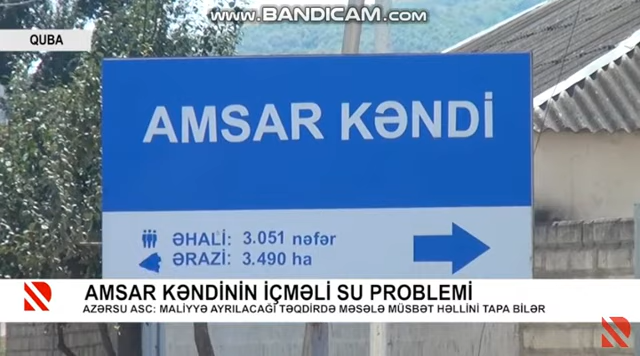 www.BANDICAM.com
QUBA
AMSAR KƏNDİ
ƏHALİ: 3.051 nəfər
ƏRAZİ: 3.490 ha
AMSAR KƏNDİNİN İÇMƏLİ SU PROBLEMİ
AZƏRSU ASC: MALİYYƏ AYRILACAĞI TƏQDİRDƏ MƏSƏLƏ MÜSBƏT HƏLLİNİ TAPA BİLƏR